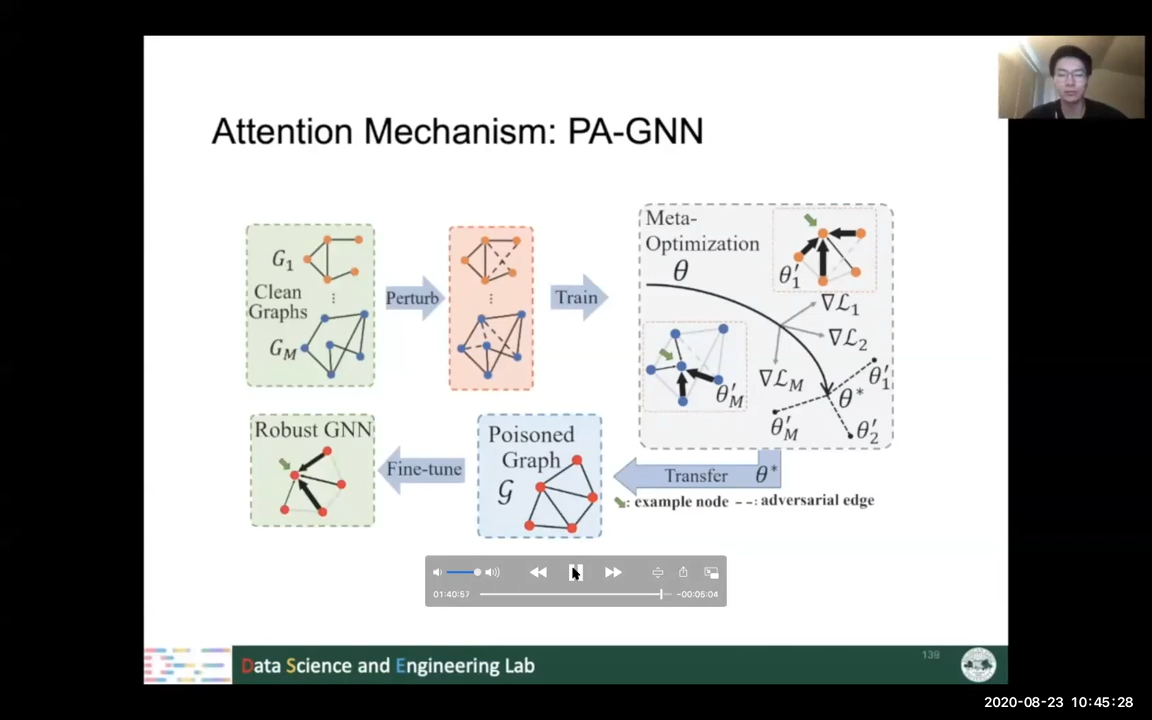 Attention Mechanism: PA-GNN
G1
Clean
Graphs
⋮
GM
Perturb
⋮
Train
Meta-
Optimization
θ
θ′1
∇ℒ1
∇ℒ2
∇ℒM
θ′M
θ′1
θ*
θ′M
θ′2
Robust GNN
Fine-tune
Poisoned
Graph
𝒢
Transfer θ*
: example node --: adversarial edge
01:40:57
-00:05:04
Data Science and Engineering Lab
139
2020-08-23 10:45:28